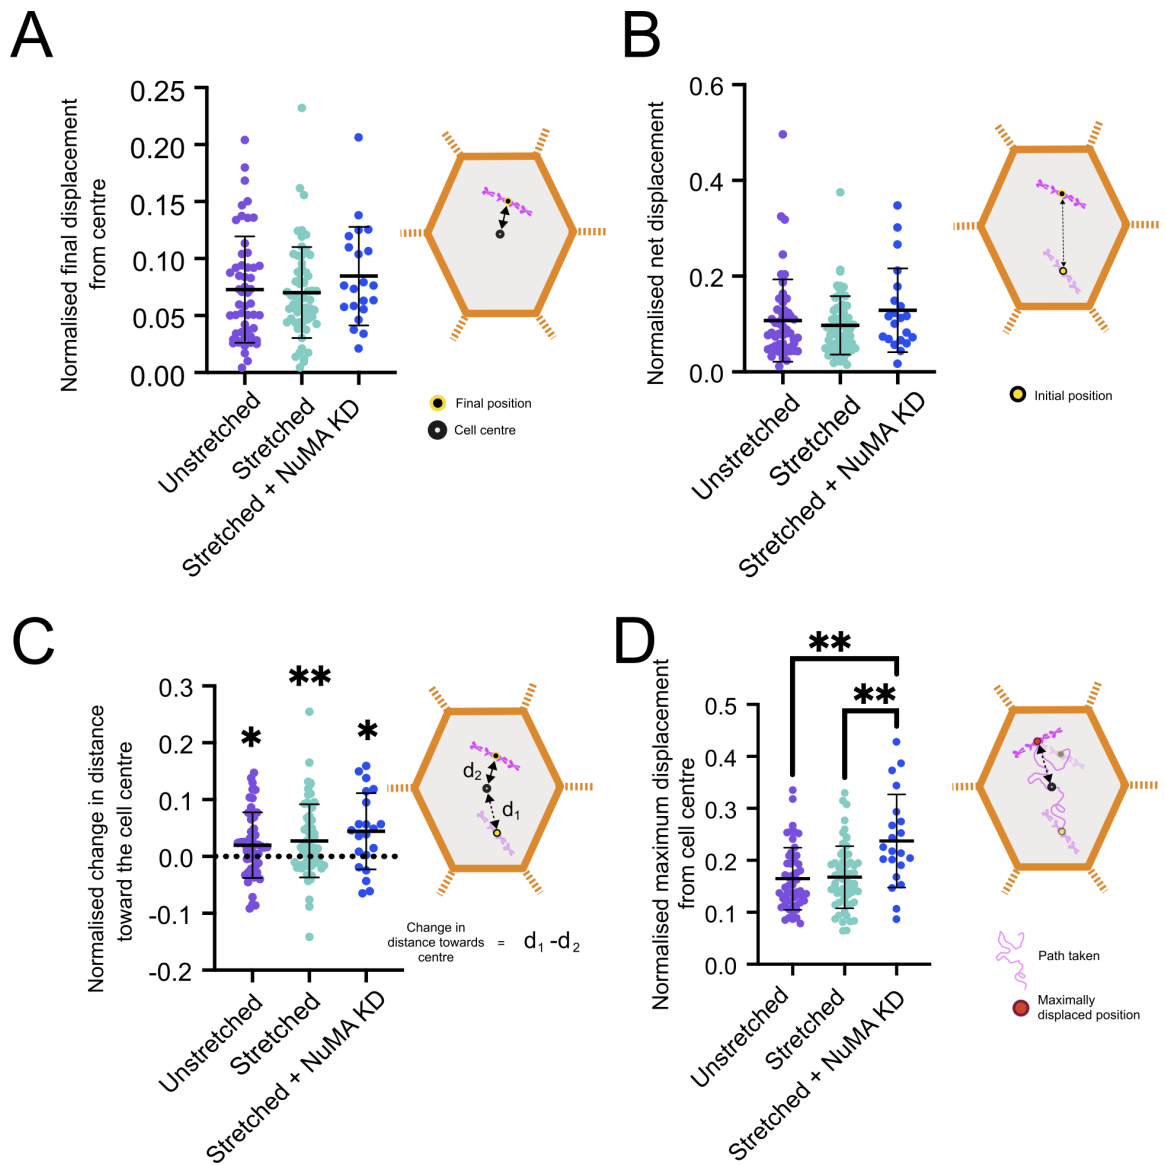 A
Normalised final displacement
from centre
0.25
0.20
0.15
0.10
0.05
0.00
Unstretched
Stretched
Stretched + NuMA KD
Final position
Cell centre
B
Normalised net displacement
0.6
0.4
0.2
0.0
Unstretched
Stretched
Stretched + NuMA KD
Initial position
C
Normalised change in distance
toward the cell centre
0.3
0.2
0.1
0.0
-0.1
-0.2
*
**
*
Unstretched
Stretched
Stretched + NuMA KD
d2
d1
Change in
distance towards = d1 -d2
centre
D
Normalised maximum displacement
from cell centre
0.5
0.4
0.3
0.2
0.1
0.0
**
**
Unstretched
Stretched
Stretched + NuMA KD
Path taken
Maximally
displaced position